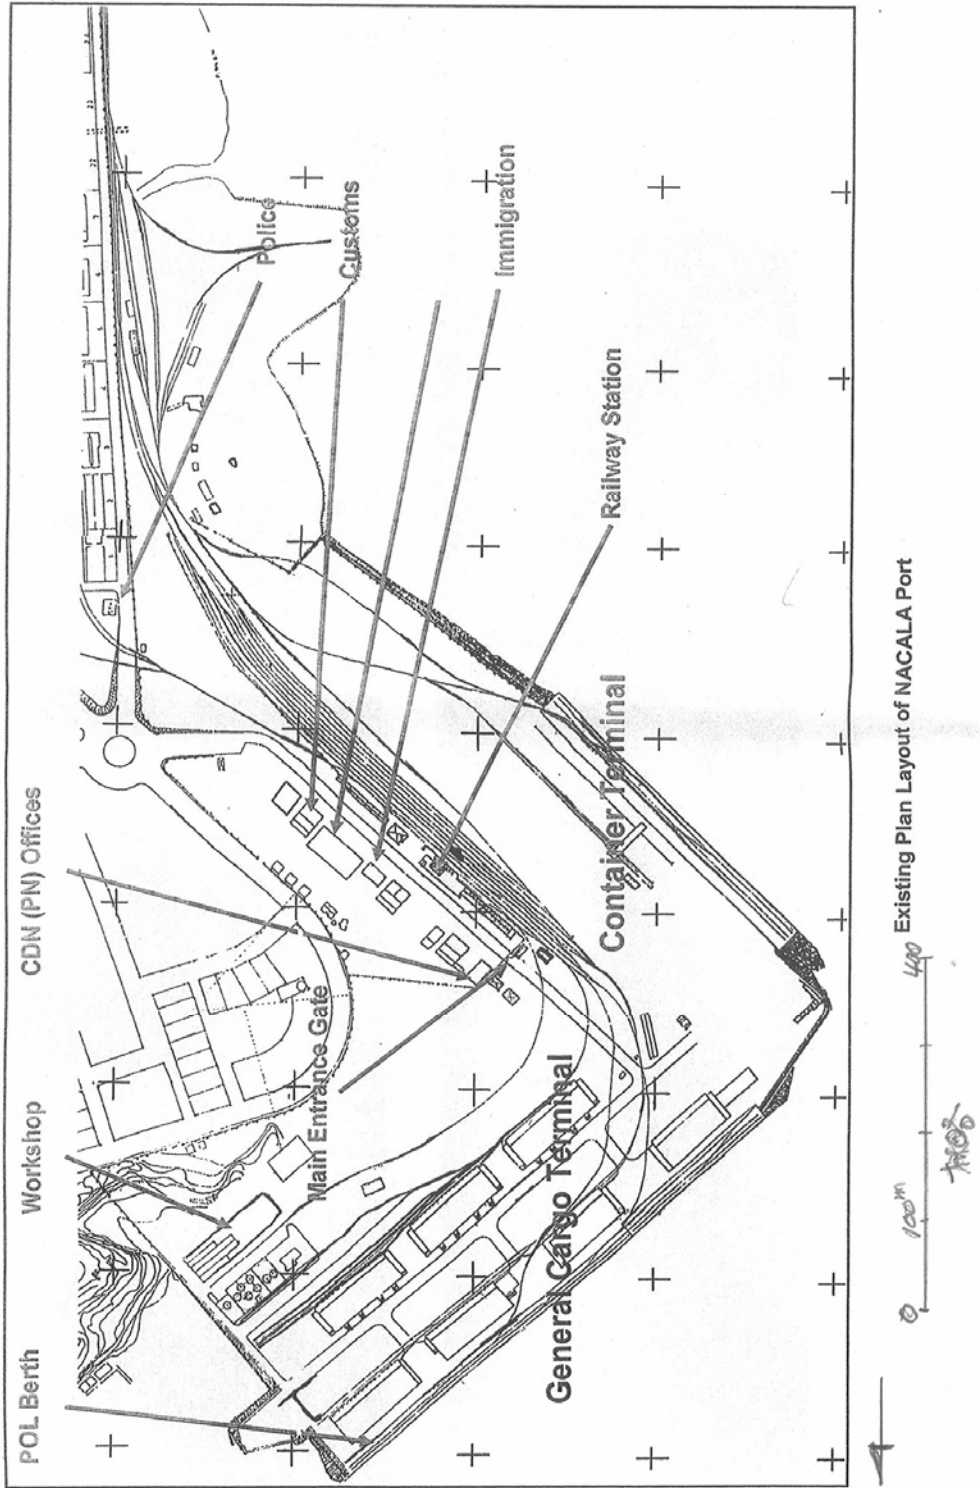 POL Berth
Workshop
CDN (PN) Offices
Main Entrance Gate
Police
Customs
Immigration
Railway Station
General Cargo Terminal
Container Terminal
Existing Plan Layout of NACALA Port
0
100m
400